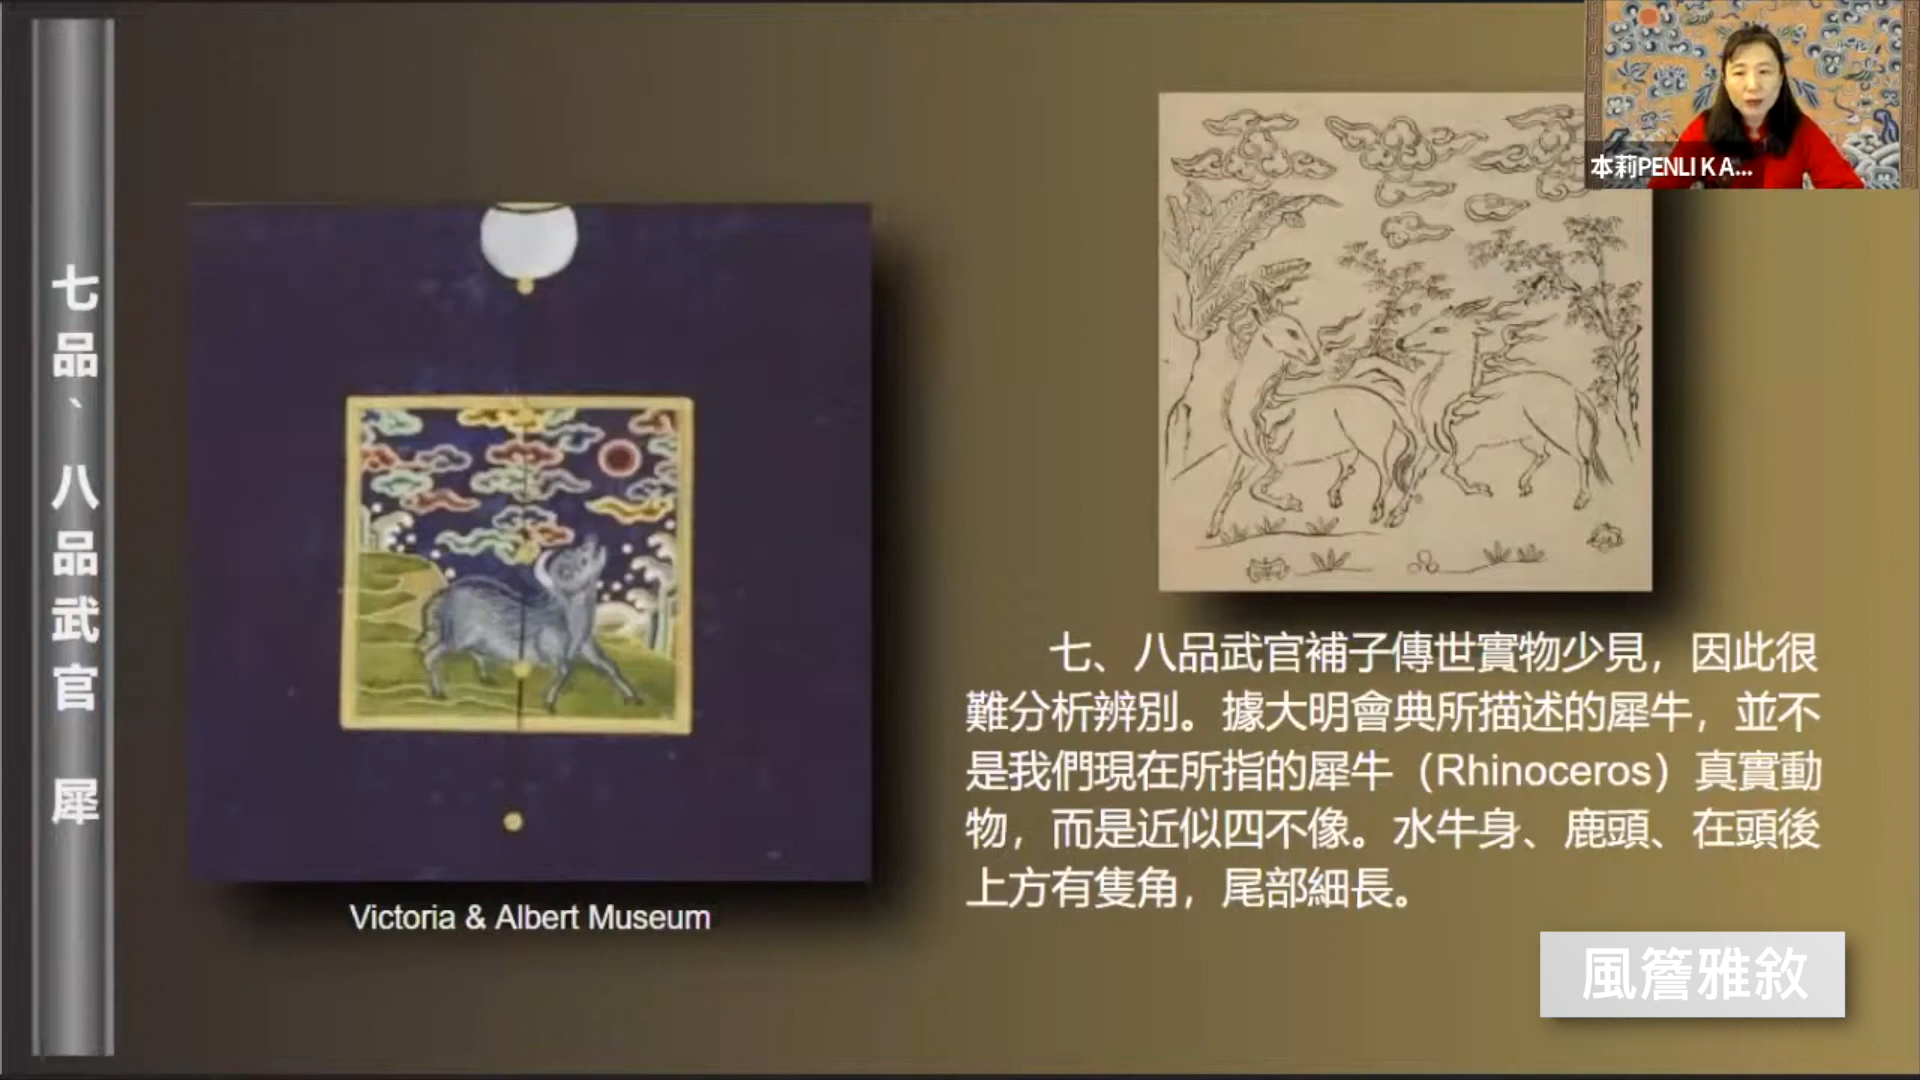 七品、八品武官 犀
本莉PENLI K A...
Victoria & Albert Museum
七、八品武官補子傳世實物少見，因此很
難分析辨別。據大明會典所描述的犀牛，並不
是我們現在所指的犀牛（Rhinoceros）真實動
物，而是近似四不像。水牛身、鹿頭、在頭後
上方有隻角，尾部細長。
風簷雅敘